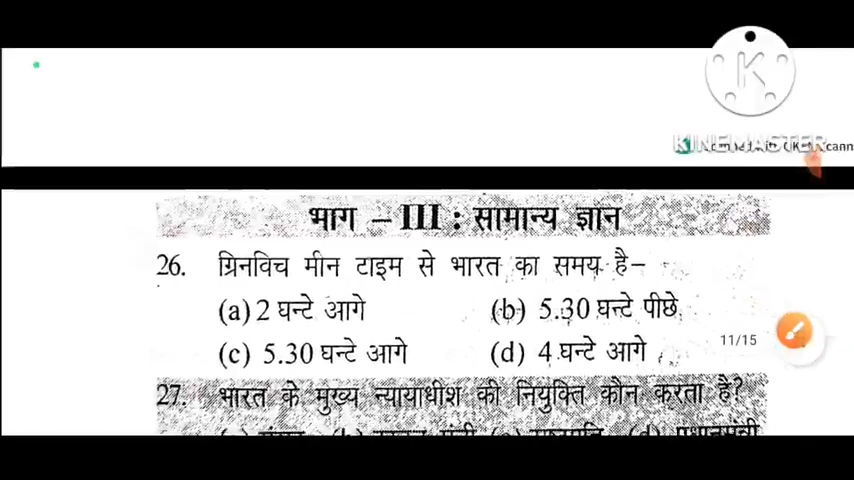 KINEMASTER
भाग – III : सामान्य ज्ञान
26. ग्रिनविच मीन टाइम से भारत का समय है–
(a) 2 घन्टे आगे (b) 5.30 घन्टे पीछे
(c) 5.30 घन्टे आगे (d) 4 घन्टे आगे
11/15
27. भारत के मुख्य न्यायाधीश की नियुक्ति कौन करता है?